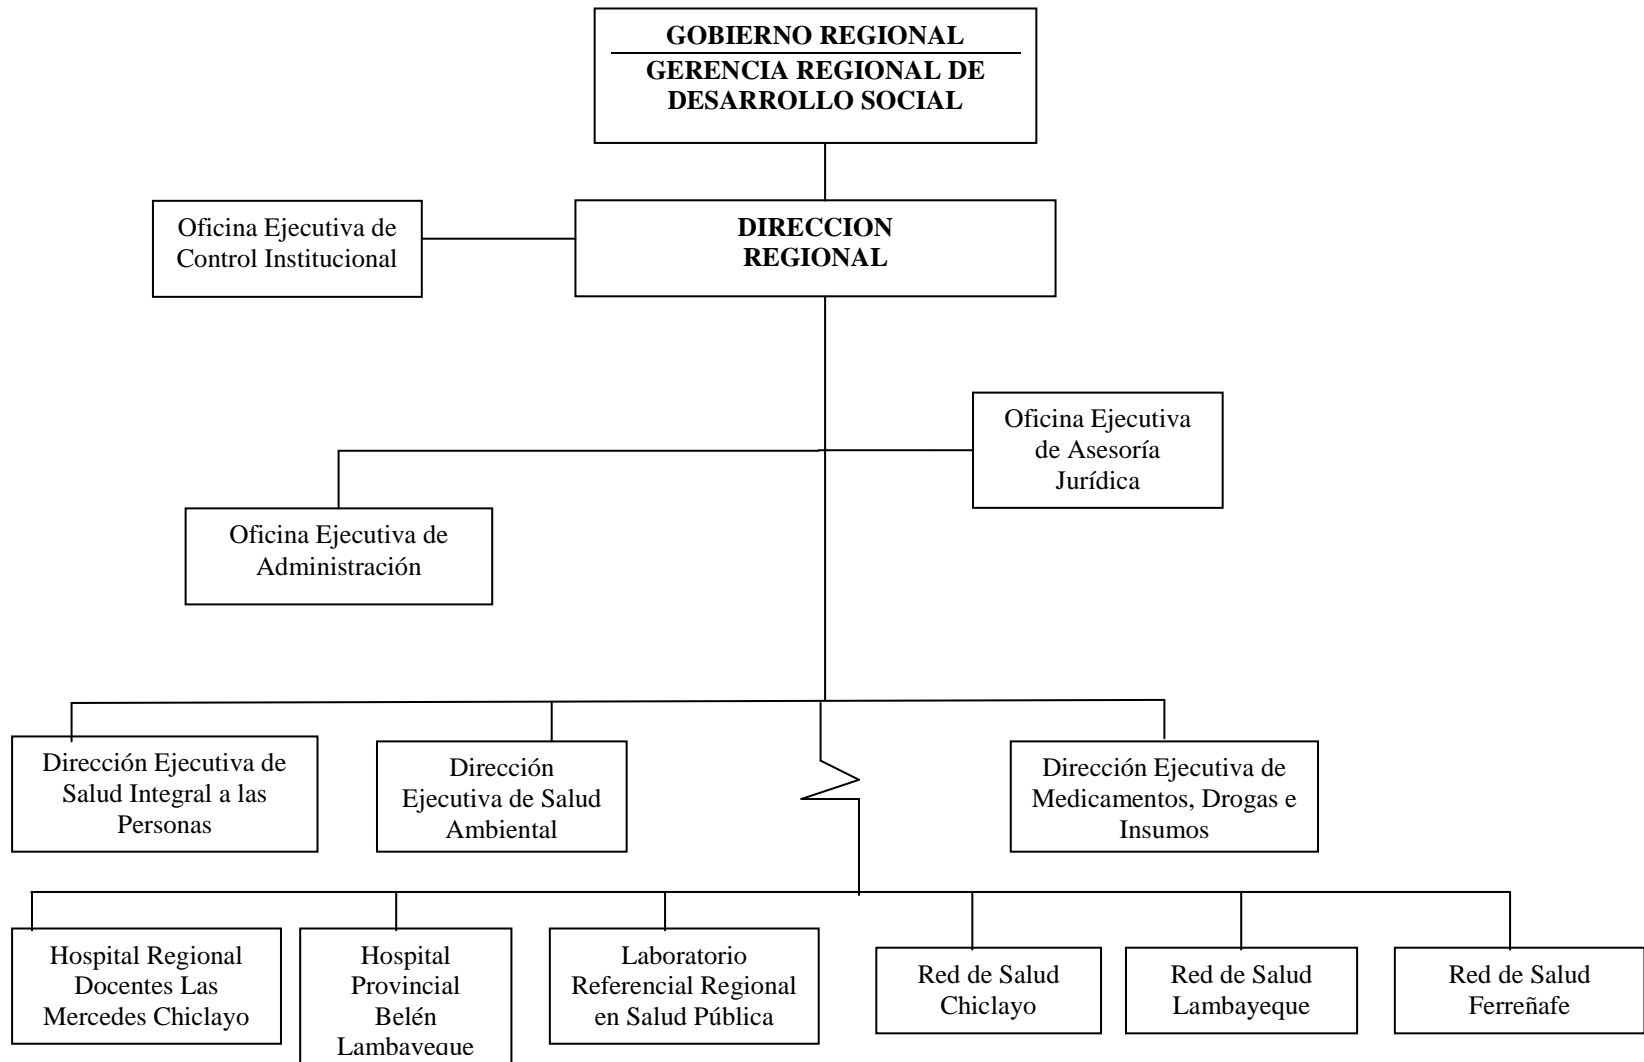 GOBIERNO REGIONAL
GERENCIA REGIONAL DE
DESARROLLO SOCIAL
Oficina Ejecutiva de
Control Institucional
DIRECCION
REGIONAL
Oficina Ejecutiva
de Asesoría
Jurídica
Oficina Ejecutiva de
Administración
Dirección Ejecutiva de
Salud Integral a las
Personas
Dirección
Ejecutiva de Salud
Ambiental
Dirección Ejecutiva de
Medicamentos, Drogas e
Insumos
Hospital Regional
Docentes Las
Mercedes Chiclayo
Hospital
Provincial
Belén
Lambayeque
Laboratorio
Referencial Regional
en Salud Pública
Red de Salud
Chiclayo
Red de Salud
Lambayeque
Red de Salud
Ferreñafe